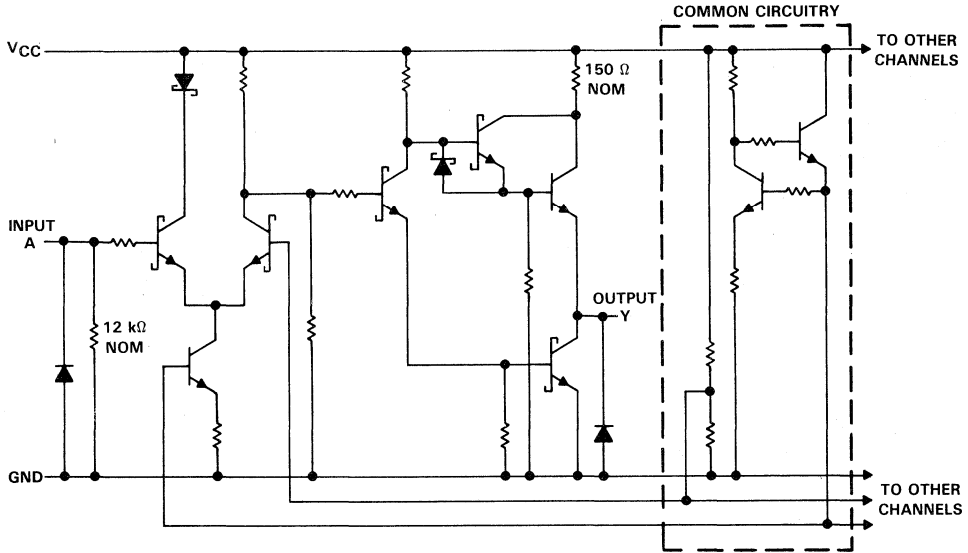 COMMON CIRCUITRY
VCC
TO OTHER
CHANNELS
150 Ω
NOM
INPUT
A
12 kΩ
NOM
OUTPUT
Y
GND
TO OTHER
CHANNELS